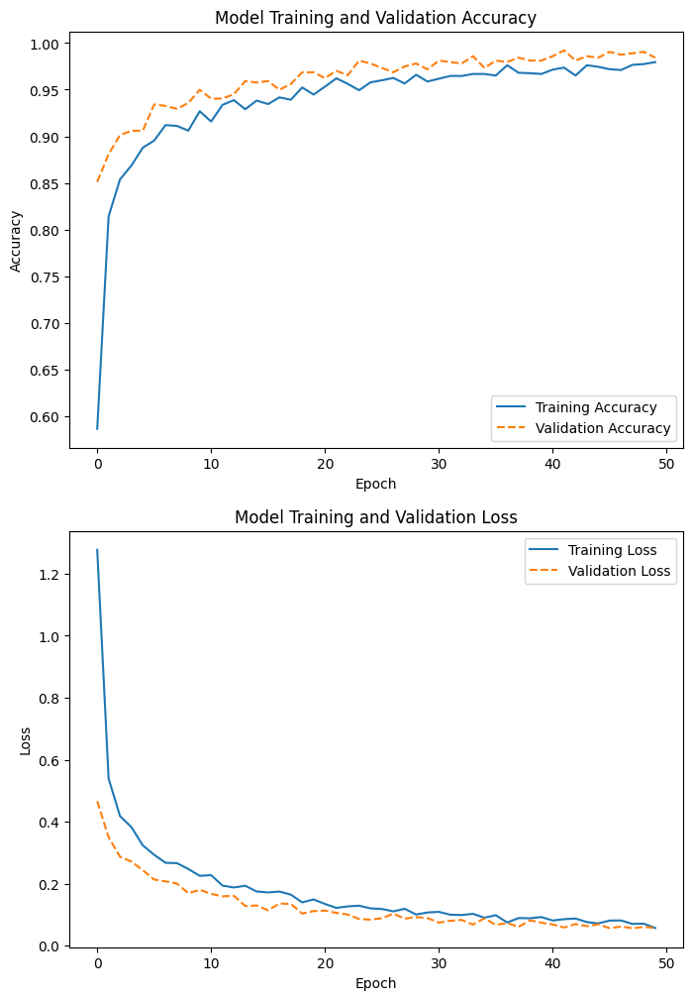 Model Training and Validation Accuracy
1.00
0.95
0.90
0.85
0.80
0.75
0.70
0.65
0.60
Accuracy
Training Accuracy
Validation Accuracy
0
10
20
30
40
50
Epoch
Model Training and Validation Loss
Training Loss
Validation Loss
1.2
1.0
0.8
0.6
0.4
0.2
0.0
Loss
0
10
20
30
40
50
Epoch